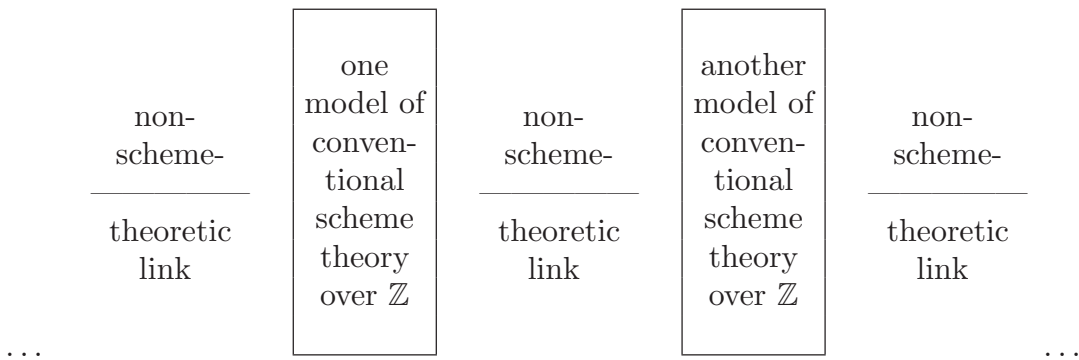 non-
scheme-
theoretic
link
one
model of
conven-
tional
scheme
theory
over ℤ
non-
scheme-
theoretic
link
another
model of
conven-
tional
scheme
theory
over ℤ
non-
scheme-
theoretic
link
...
...